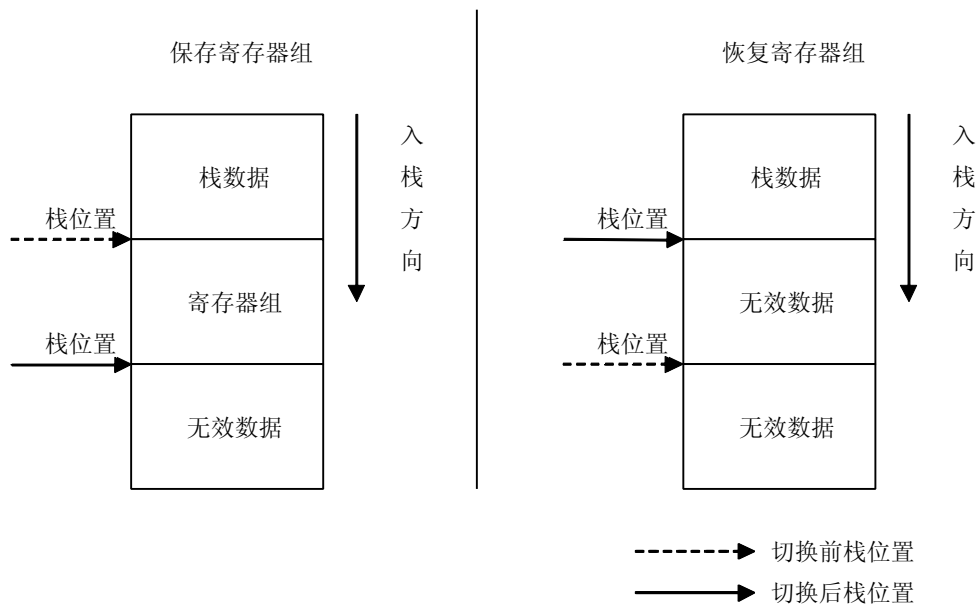 保存寄存器组
栈数据
栈位置
寄存器组
栈位置
无效数据
入栈方向
恢复寄存器组
栈数据
栈位置
无效数据
栈位置
无效数据
入栈方向
切换前栈位置
切换后栈位置